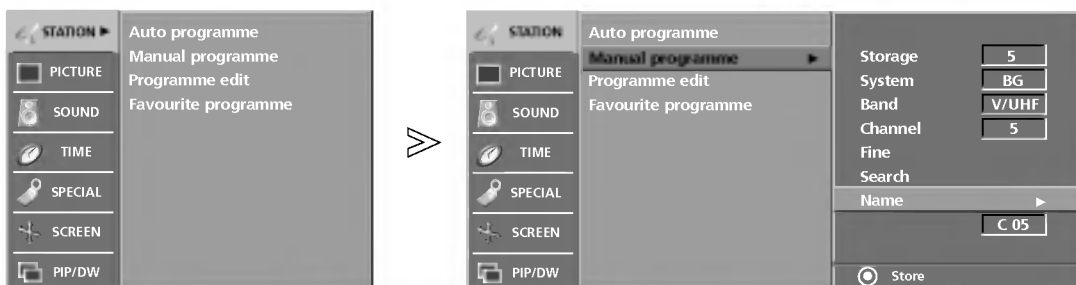 STATION
PICTURE
SOUND
TIME
SPECIAL
SCREEN
PIP/DW
Auto programme
Manual programme
Programme edit
Favourite programme
STATION
PICTURE
SOUND
TIME
SPECIAL
SCREEN
PIP/DW
Auto programme
Manual programme
Programme edit
Favourite programme
Storage 5
System BG
Band V/UHF
Channel 5
Fine
Search
Name
C 05
Store